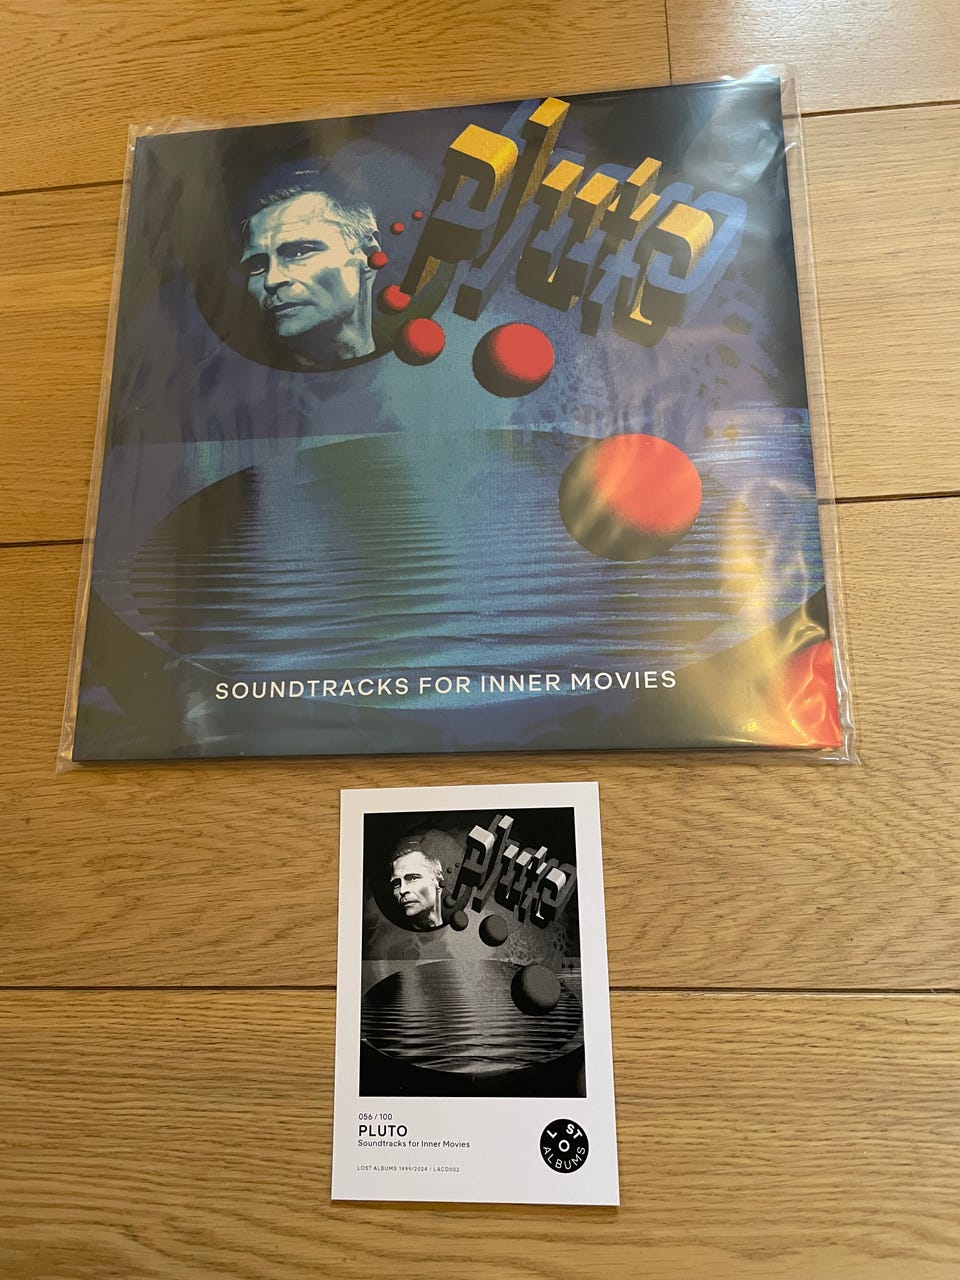 pluto
SOUNDTRACKS FOR INNER MOVIES
pluto
056 / 100
PLUTO
Soundtracks for Inner Movies
LOST ALBUMS 1999/2024 / LACD002
LOST
ALBUMS